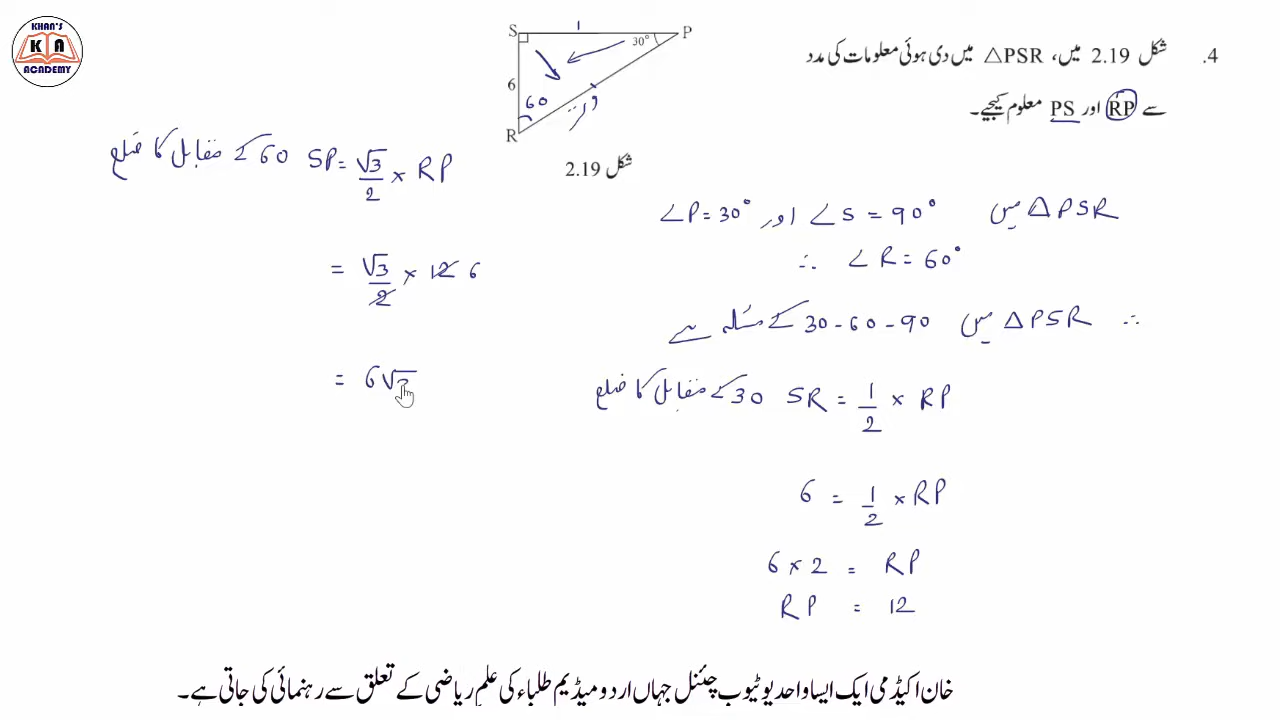 KHAN'S
K A
ACADEMY
4. شکل 2.19 میں، △PSR میں دی ہوئی معلومات کی مدد
سے RP اور PS معلوم کیجیے۔
S 1 P
30°
6
60
R
شکل 2.19
△PSR میں ∠S = 90° اور ∠P = 30°
∴ ∠R = 60°
∴ △PSR میں 30 - 60 - 90 کے مسئلہ سے
SR = 1/2 × RP 30 کے مقابل کا ضلع
6 = 1/2 × RP
6 × 2 = RP
RP = 12
SP = √3/2 × RP 60 کے مقابل کا ضلع
= √3/2 × 12 6
= 6√3
خان اکیڈمی ایک ایسا واحد یوٹیوب چئنل جہاں اردو میڈیم طلباء کی علم ریاضی کے تعلق سے رہنمائی کی جاتی ہے۔